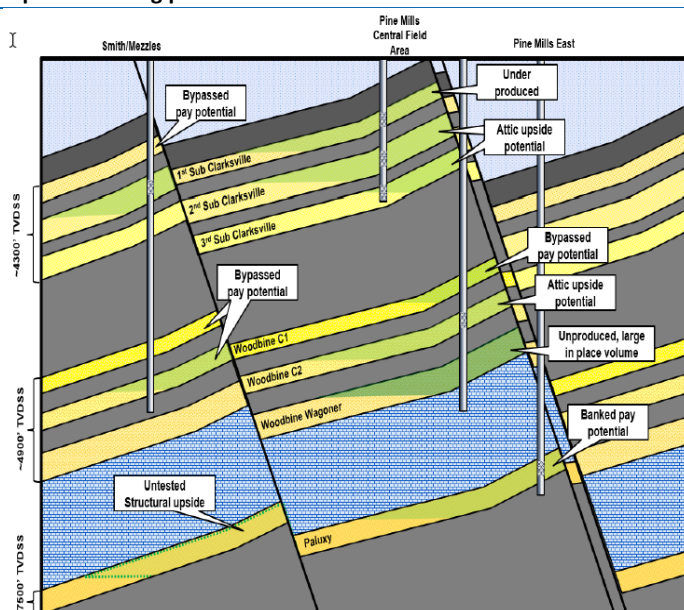 Pine Mills
Central Field
Area
Smith/Mezzles
Pine Mills East
Under
produced
Bypassed
pay potential
Attic upside
potential
1st Sub Clarksville
2nd Sub Clarksville
3rd Sub Clarksville
~4300' TVDSS
Bypassed
pay potential
Bypassed
pay potential
Attic upside
potential
Unproduced, large
in place volume
Woodbine C1
Woodbine C2
Woodbine Wagoner
~4900' TVDSS
Banked pay
potential
Untested
Structural upside
Paluxy
7500' TVDSS